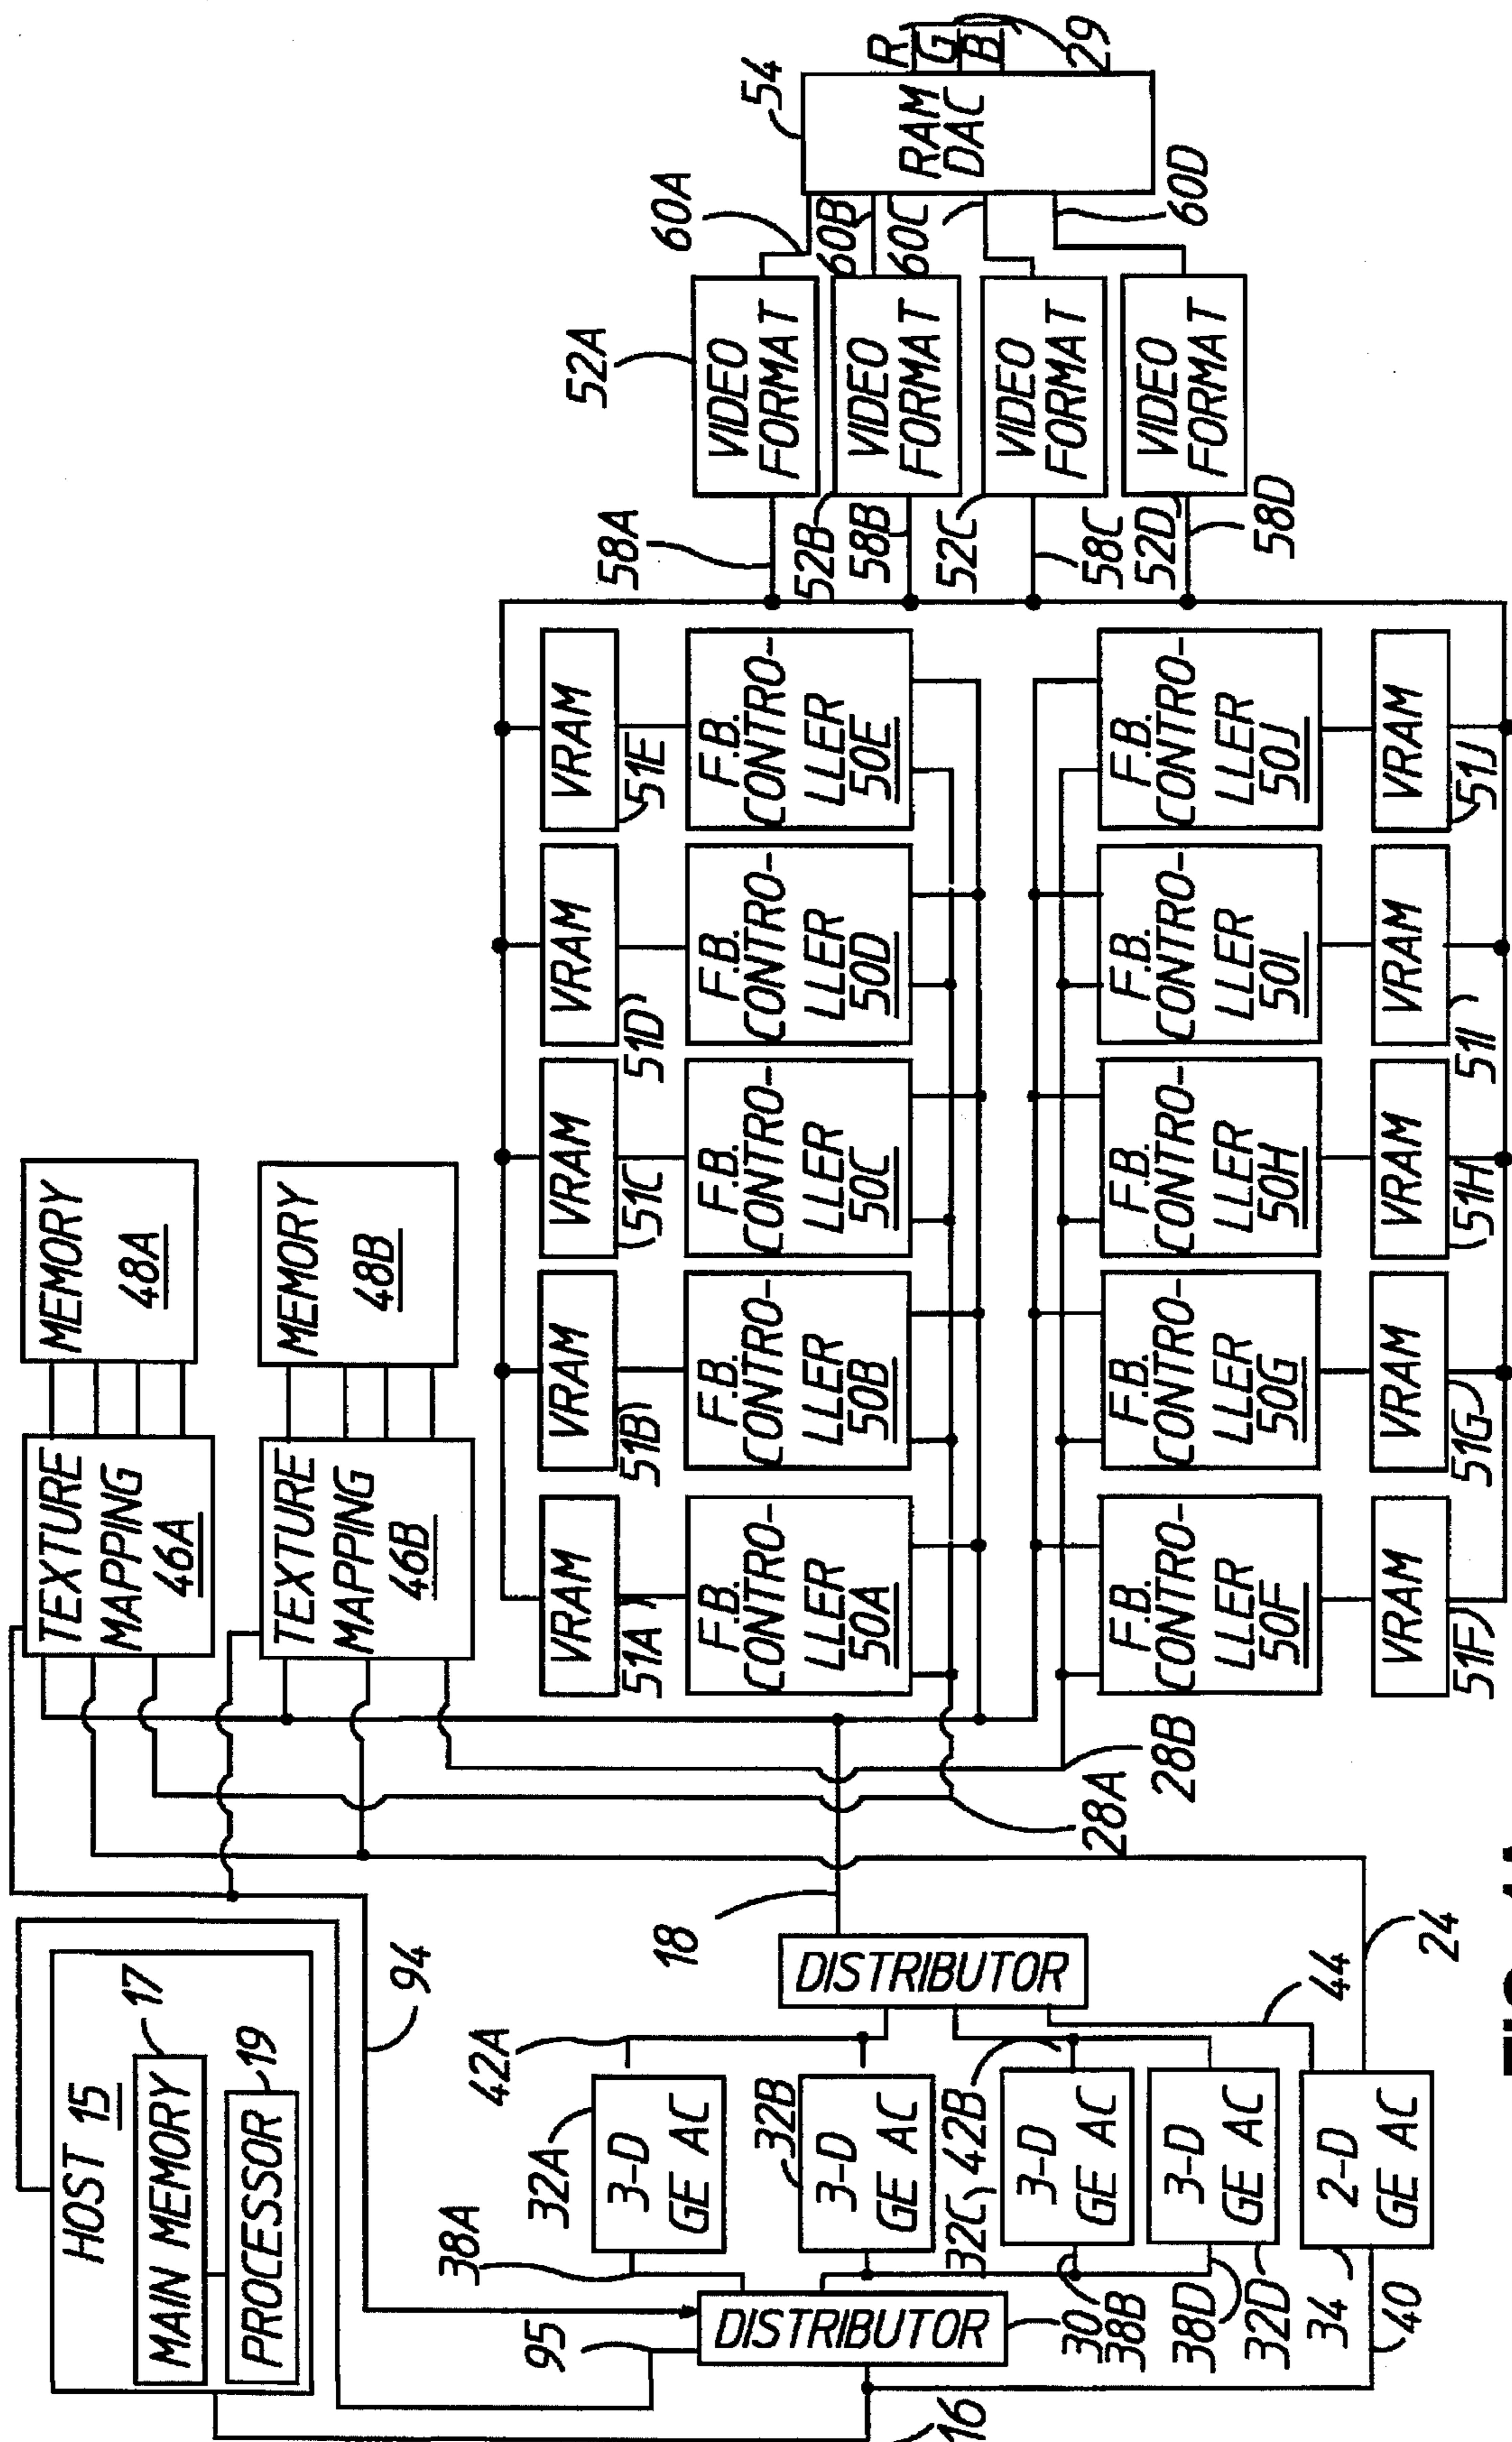 HOST 15
MAIN MEMORY
17
PROCESSOR
19
95
94
16
DISTRIBUTOR
30
38A
38B
38D
40
32A
3-D
GE AC
32B
3-D
GE AC
32C
3-D
GE AC
32D
3-D
GE AC
34
2-D
GE AC
42A
42B
44
24
DISTRIBUTOR
18
28A
28B
TEXTURE
MAPPING
46A
MEMORY
48A
TEXTURE
MAPPING
46B
MEMORY
48B
VRAM
51A
VRAM
51B
VRAM
51C
VRAM
51D
VRAM
51E
F.B.
CONTRO-
LLER
50A
F.B.
CONTRO-
LLER
50B
F.B.
CONTRO-
LLER
50C
F.B.
CONTRO-
LLER
50D
F.B.
CONTRO-
LLER
50E
F.B.
CONTRO-
LLER
50F
F.B.
CONTRO-
LLER
50G
F.B.
CONTRO-
LLER
50H
F.B.
CONTRO-
LLER
50I
F.B.
CONTRO-
LLER
50J
VRAM
51F
VRAM
51G
VRAM
51H
VRAM
51I
VRAM
51J
58A
52A
VIDEO
FORMAT
60A
52B
58B
VIDEO
FORMAT
60B
52C
58C
VIDEO
FORMAT
60C
52D
58D
VIDEO
FORMAT
60D
54
RAM
DAC
R
G
B
29